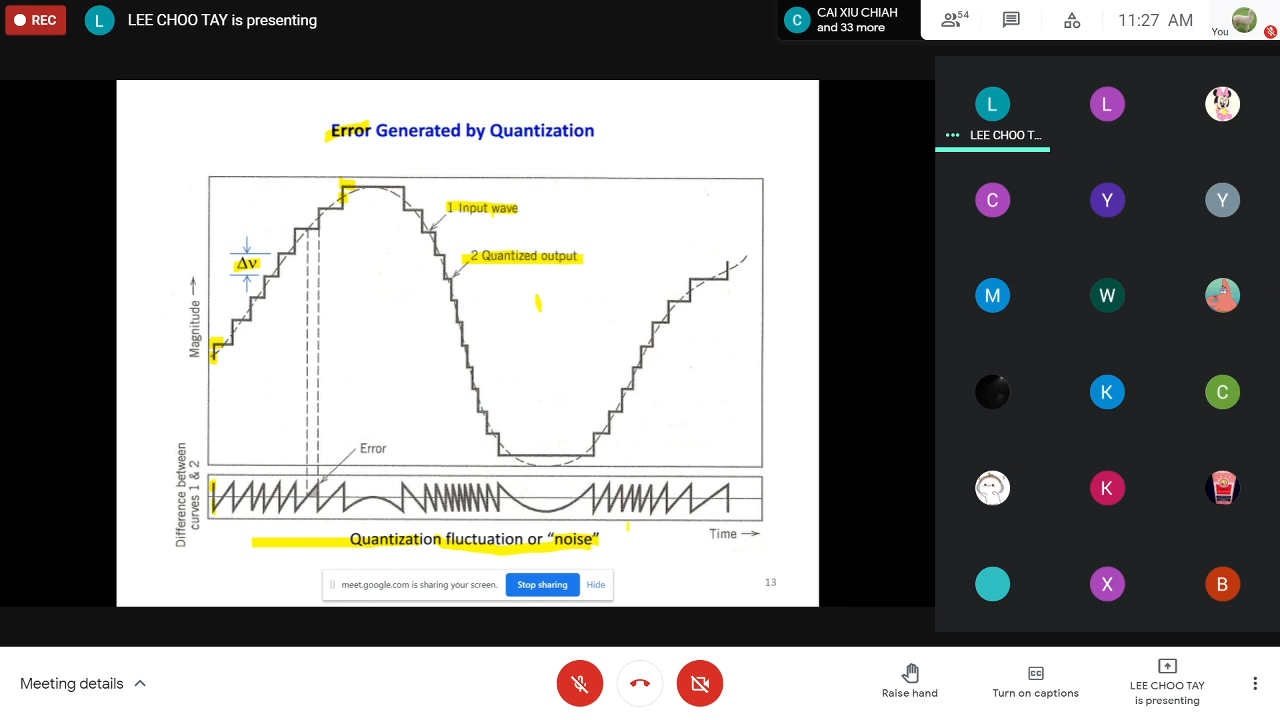 REC
L
LEE CHOO TAY is presenting
C
CAI XIU CHIAH
and 33 more
54
11:27 AM
You
Error Generated by Quantization
1 Input wave
2 Quantized output
Δν
Magnitude
Error
Difference between
curves 1 & 2
Time
Quantization fluctuation or “noise”
meet.google.com is sharing your screen.
Stop sharing
Hide
13
L
LEE CHOO T...
L
C
Y
Y
M
W
K
C
K
X
B
Meeting details
Raise hand
CC
Turn on captions
LEE CHOO TAY
is presenting